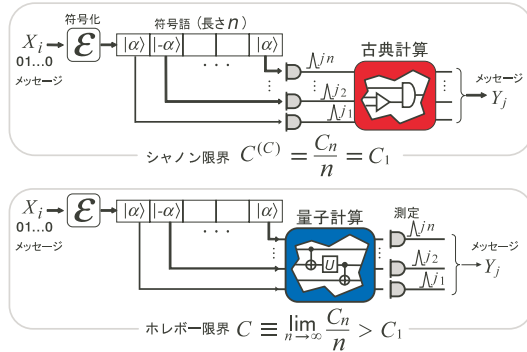 符号化
符号語 (長さn)
X_i
ε
|α⟩ |-α⟩ ··· |α⟩
01...0
メッセージ
j_n
j_2
j_1
古典計算
メッセージ
Y_j
シャノン限界 C^{(C)} = \frac{C_n}{n} = C_1
X_i
ε
|α⟩ |-α⟩ ··· |α⟩
01...0
メッセージ
量子計算
U
測定
j_n
j_2
j_1
メッセージ
Y_j
ホレボー限界 C ≡ \lim_{n→∞} \frac{C_n}{n} > C_1